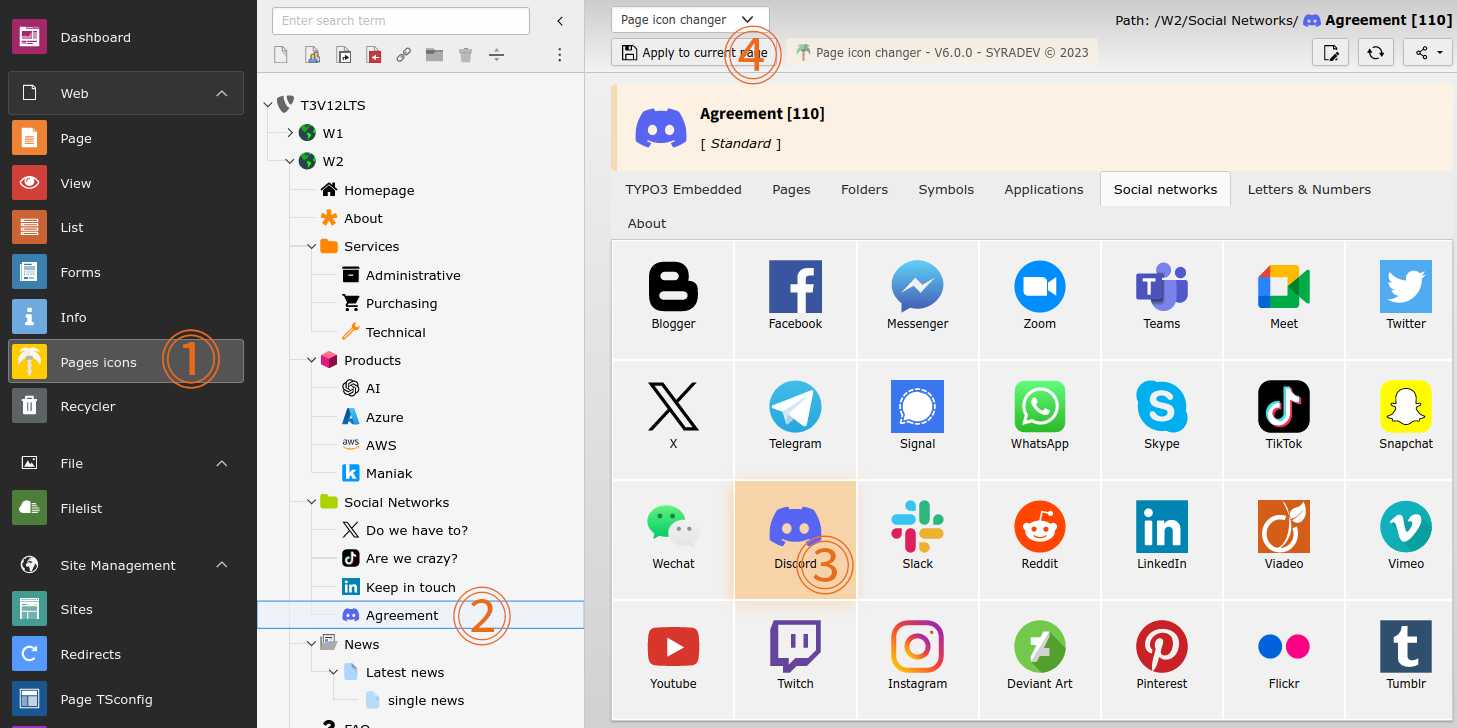 Dashboard
Web
Page
View
List
Forms
Info
Pages icons
1
Recycler
File
Filelist
Site Management
Sites
Redirects
Page TSconfig
Enter search term
T3V12LTS
W1
W2
Homepage
About
Services
Administrative
Purchasing
Technical
Products
AI
Azure
aws AWS
Maniak
Social Networks
Do we have to?
Are we crazy?
Keep in touch
Agreement
2
News
Latest news
single news
FAQ
Page icon changer
Path: /W2/Social Networks/ Agreement [110]
Apply to current page
4
Page icon changer - V6.0.0 - SYRADEV © 2023
Agreement [110]
[ Standard ]
TYPO3 Embedded Pages Folders Symbols Applications Social networks Letters & Numbers
About
Blogger Facebook Messenger Zoom Teams Meet Twitter
X Telegram Signal WhatsApp Skype TikTok Snapchat
Wechat Discord Slack Reddit LinkedIn Viadeo Vimeo
3
Youtube Twitch Instagram Deviant Art Pinterest Flickr Tumblr